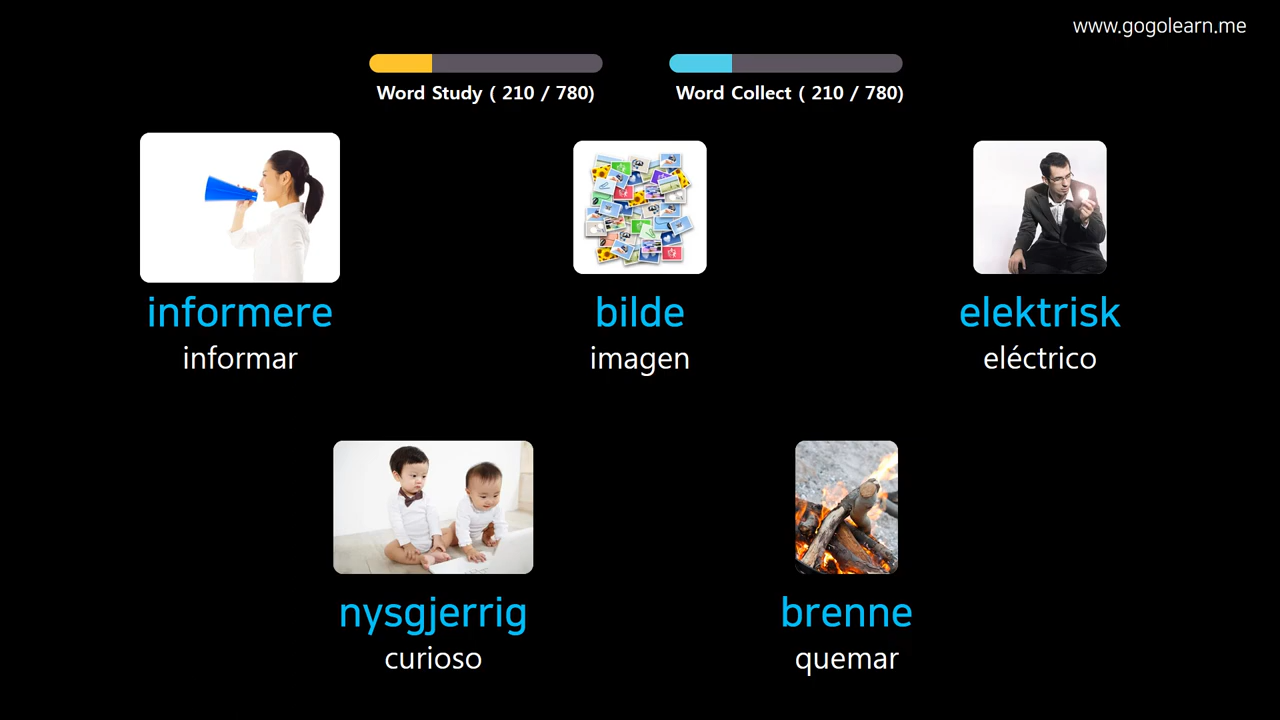 www.gogolearn.me
Word Study ( 210 / 780)
Word Collect ( 210 / 780)
informere
informar
bilde
imagen
elektrisk
eléctrico
nysgjerrig
curioso
brenne
quemar